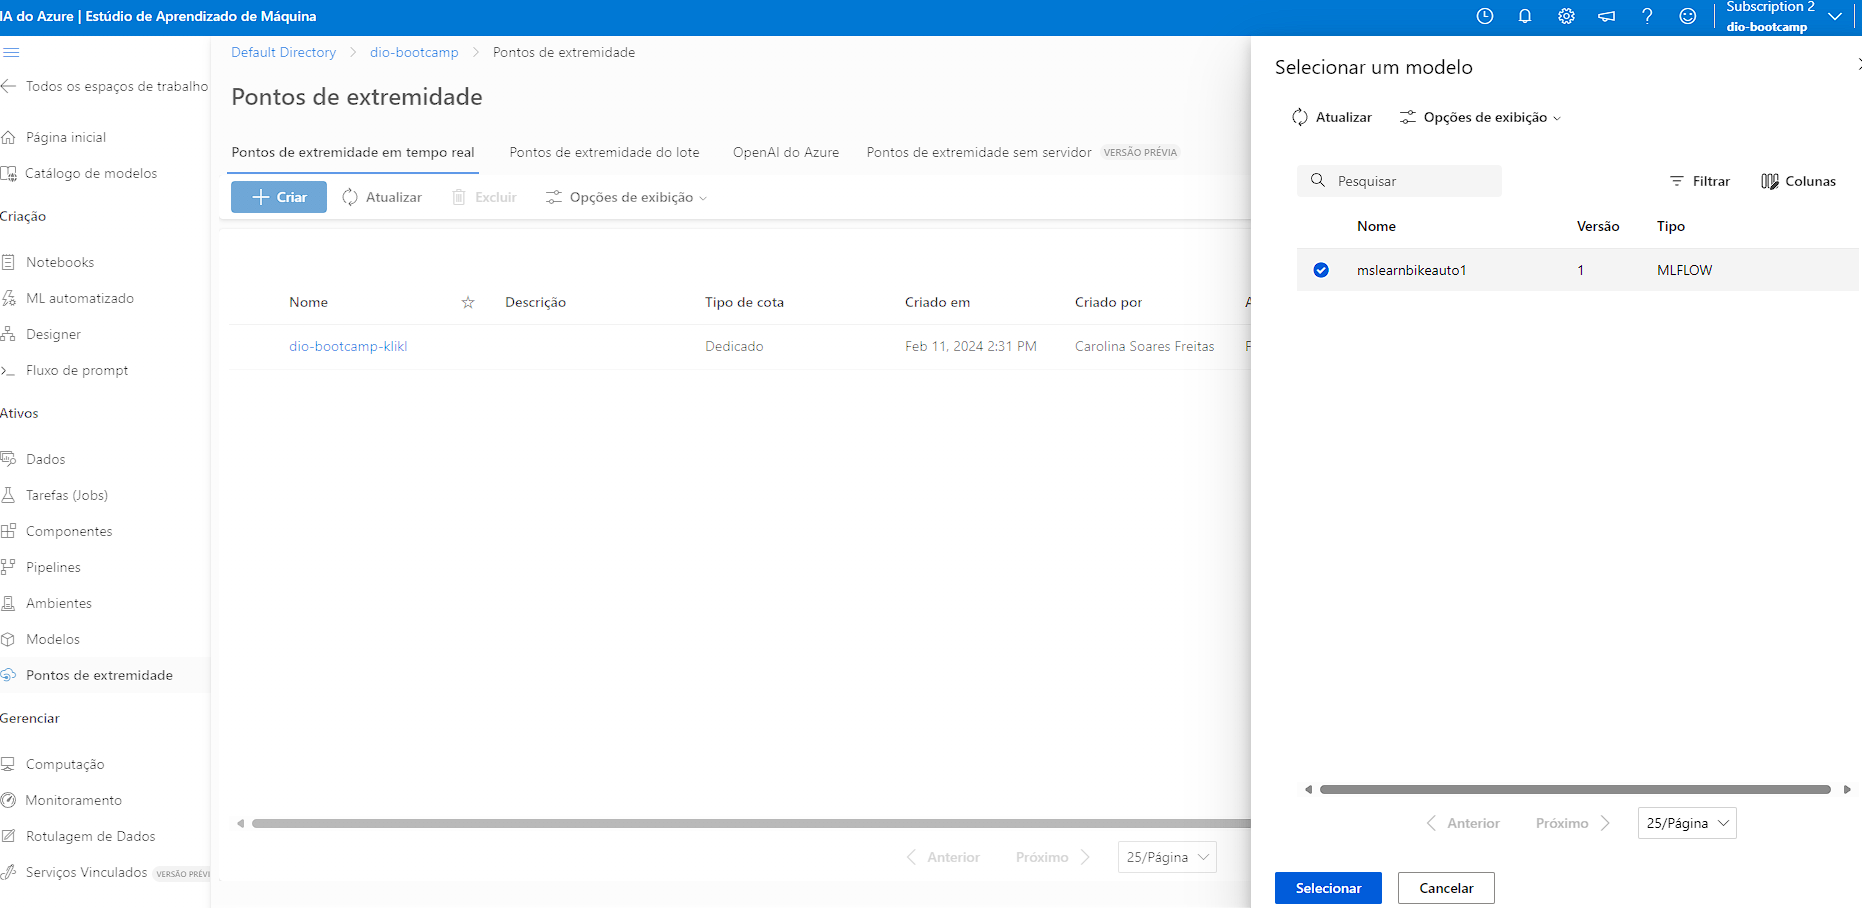 IA do Azure | Estúdio de Aprendizado de Máquina
Subscription 2
dio-bootcamp
Todos os espaços de trabalho
Página inicial
Catálogo de modelos
Criação
Notebooks
ML automatizado
Designer
Fluxo de prompt
Ativos
Dados
Tarefas (Jobs)
Componentes
Pipelines
Ambientes
Modelos
Pontos de extremidade
Gerenciar
Computação
Monitoramento
Rotulagem de Dados
Serviços Vinculados VERSÃO PRÉVI
Default Directory > dio-bootcamp > Pontos de extremidade
Pontos de extremidade
Pontos de extremidade em tempo real Pontos de extremidade do lote OpenAI do Azure Pontos de extremidade sem servidor VERSÃO PRÉVIA
Criar Atualizar Excluir Opções de exibição
Nome Descrição Tipo de cota Criado em Criado por A
dio-bootcamp-klikl Dedicado Feb 11, 2024 2:31 PM Carolina Soares Freitas F
Anterior Próximo 25/Página
Selecionar um modelo
Atualizar Opções de exibição
Pesquisar Filtrar Colunas
Nome Versão Tipo
mslearnbikeauto1 1 MLFLOW
Anterior Próximo 25/Página
Selecionar Cancelar